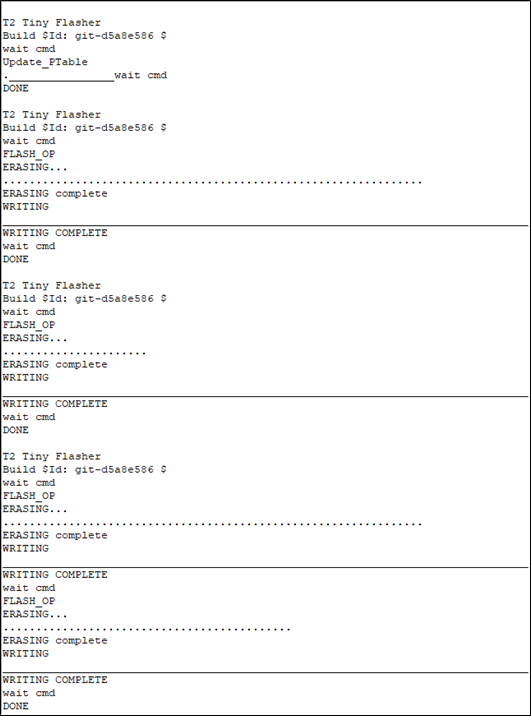 T2 Tiny Flasher
Build $Id: git-d5a8e586 $
wait cmd
Update_PTable
.________________wait cmd
DONE
T2 Tiny Flasher
Build $Id: git-d5a8e586 $
wait cmd
FLASH_OP
ERASING...
................................................................
ERASING complete
WRITING
________________________________________________________________________________
WRITING COMPLETE
wait cmd
DONE
T2 Tiny Flasher
Build $Id: git-d5a8e586 $
wait cmd
FLASH_OP
ERASING...
......................
ERASING complete
WRITING
________________________________________________________________________________
WRITING COMPLETE
wait cmd
DONE
T2 Tiny Flasher
Build $Id: git-d5a8e586 $
wait cmd
FLASH_OP
ERASING...
................................................................
ERASING complete
WRITING
________________________________________________________________________________
WRITING COMPLETE
wait cmd
FLASH_OP
ERASING...
............................................
ERASING complete
WRITING
________________________________________________________________________________
WRITING COMPLETE
wait cmd
DONE